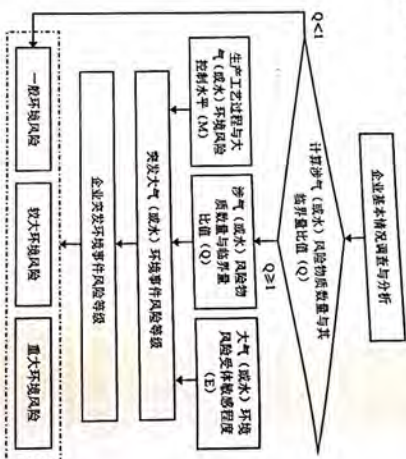 企业基本情况调查与分析
计算涉气（或水）风险物质数量与其
临界量比值（Q）
Q<1
Q≥1
生产工艺过程与大
气（或水）环境风险
控制水平（M）
涉气（或水）风险物
质数量与临界量
比值（Q）
大气（或水）环境
风险受体敏感程度
（E）
突发大气（或水）环境事件风险等级
企业突发环境事件风险等级
一般环境风险
较大环境风险
重大环境风险